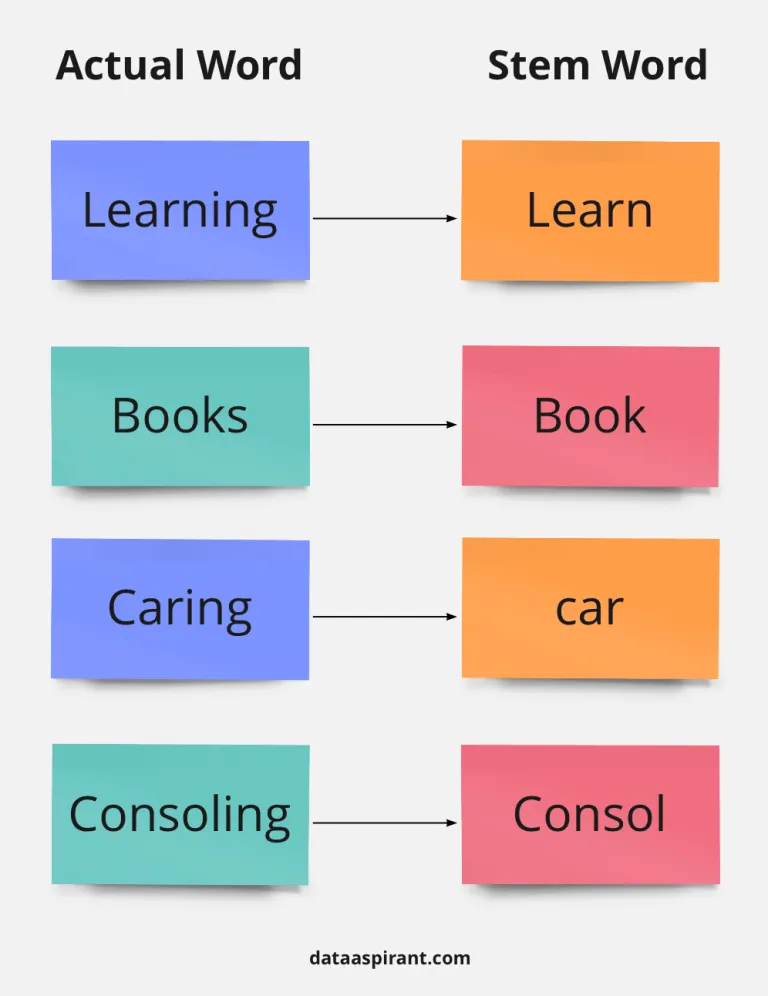 Actual Word Stem Word
Learning Learn
Books Book
Caring car
Consoling Consol
dataaspirant.com